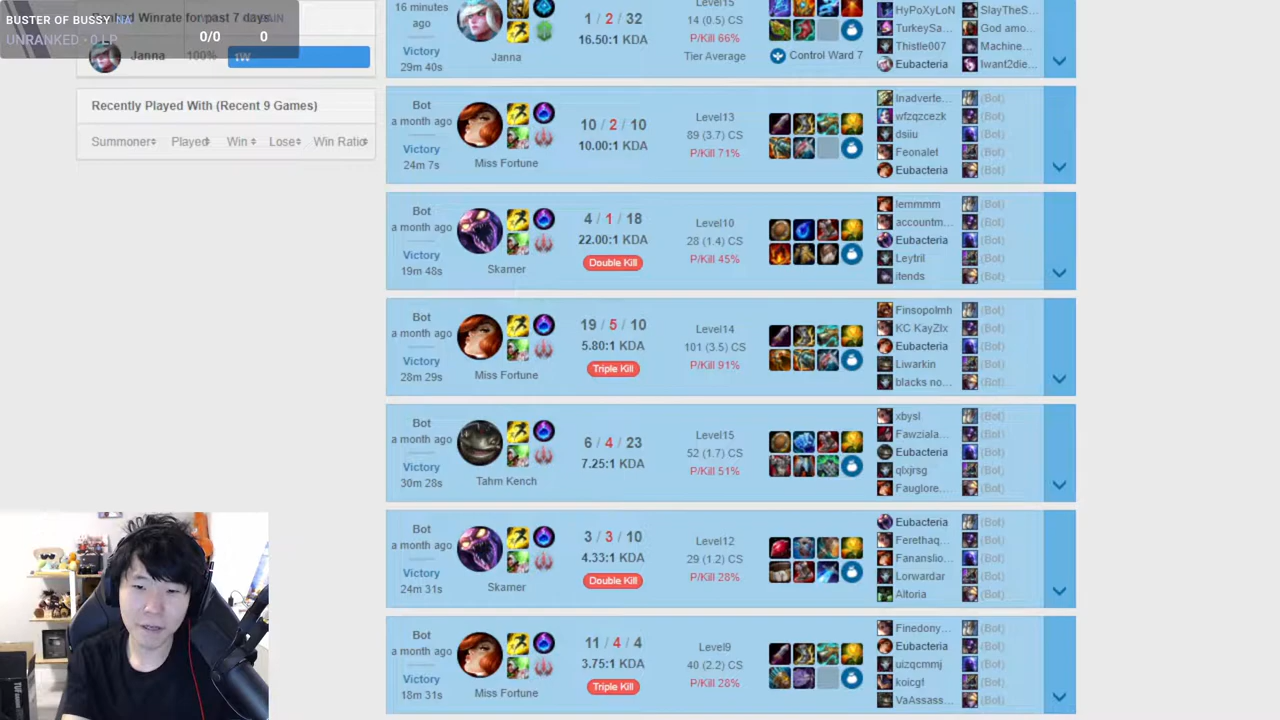 BUSTER OF BUSSY NA
UNRANKED - 0 LP
Winrate for past 7 days
0/0 0
Janna 100% 1W
Recently Played With (Recent 9 Games)
Summoner Played Win Lose Win Ratio
16 minutes ago
Victory
29m 40s
Janna
1 / 2 / 32
16.50:1 KDA
Level15
14 (0.5) CS
P/Kill 66%
Tier Average
Control Ward 7
HyPoXyLoN SlayTheS...
TurkeySa... God amo...
Thistle007 Machine...
Eubacteria Iwant2die...
Bot
a month ago
Victory
24m 7s
Miss Fortune
10 / 2 / 10
10.00:1 KDA
Level13
89 (3.7) CS
P/Kill 71%
Inadverte... (Bot)
wfzqzcezk (Bot)
dsiiu (Bot)
Feonalet (Bot)
Eubacteria (Bot)
Bot
a month ago
Victory
19m 48s
Skarner
4 / 1 / 18
22.00:1 KDA
Double Kill
Level10
28 (1.4) CS
P/Kill 45%
lemmmm (Bot)
accountm... (Bot)
Eubacteria (Bot)
Leytril (Bot)
itends (Bot)
Bot
a month ago
Victory
28m 29s
Miss Fortune
19 / 5 / 10
5.80:1 KDA
Triple Kill
Level14
101 (3.5) CS
P/Kill 91%
Finsopolmh (Bot)
KC KayZIx (Bot)
Eubacteria (Bot)
Liwarkin (Bot)
blacks no... (Bot)
Bot
a month ago
Victory
30m 28s
Tahm Kench
6 / 4 / 23
7.25:1 KDA
Level15
52 (1.7) CS
P/Kill 51%
xbysl (Bot)
Fawziala... (Bot)
Eubacteria (Bot)
qlxjrsg (Bot)
Fauglore... (Bot)
Bot
a month ago
Victory
24m 31s
Skarner
3 / 3 / 10
4.33:1 KDA
Double Kill
Level12
29 (1.2) CS
P/Kill 28%
Eubacteria (Bot)
Ferethaq... (Bot)
Fananslio... (Bot)
Lorwardar (Bot)
Altoria (Bot)
Bot
a month ago
Victory
18m 31s
Miss Fortune
11 / 4 / 4
3.75:1 KDA
Triple Kill
Level9
40 (2.2) CS
P/Kill 28%
Finedony... (Bot)
Eubacteria (Bot)
uizqcmmj (Bot)
koicgf (Bot)
VaAssass... (Bot)